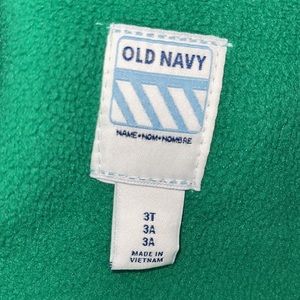 OLD NAVY
NAME•NOM•NOMBRE
3T
3A
3A
MADE IN
VIETNAM